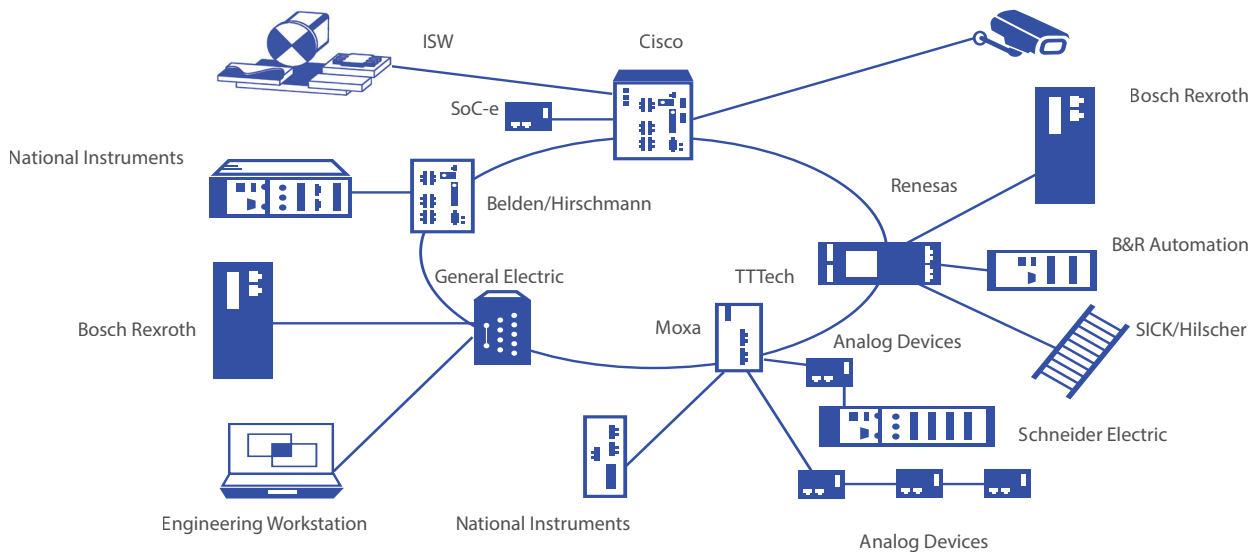 ISW
Cisco
SoC-e
Bosch Rexroth
National Instruments
Renesas
Belden/Hirschmann
B&R Automation
General Electric
TTTech
Bosch Rexroth
Moxa
SICK/Hilscher
Analog Devices
Schneider Electric
Engineering Workstation
National Instruments
Analog Devices